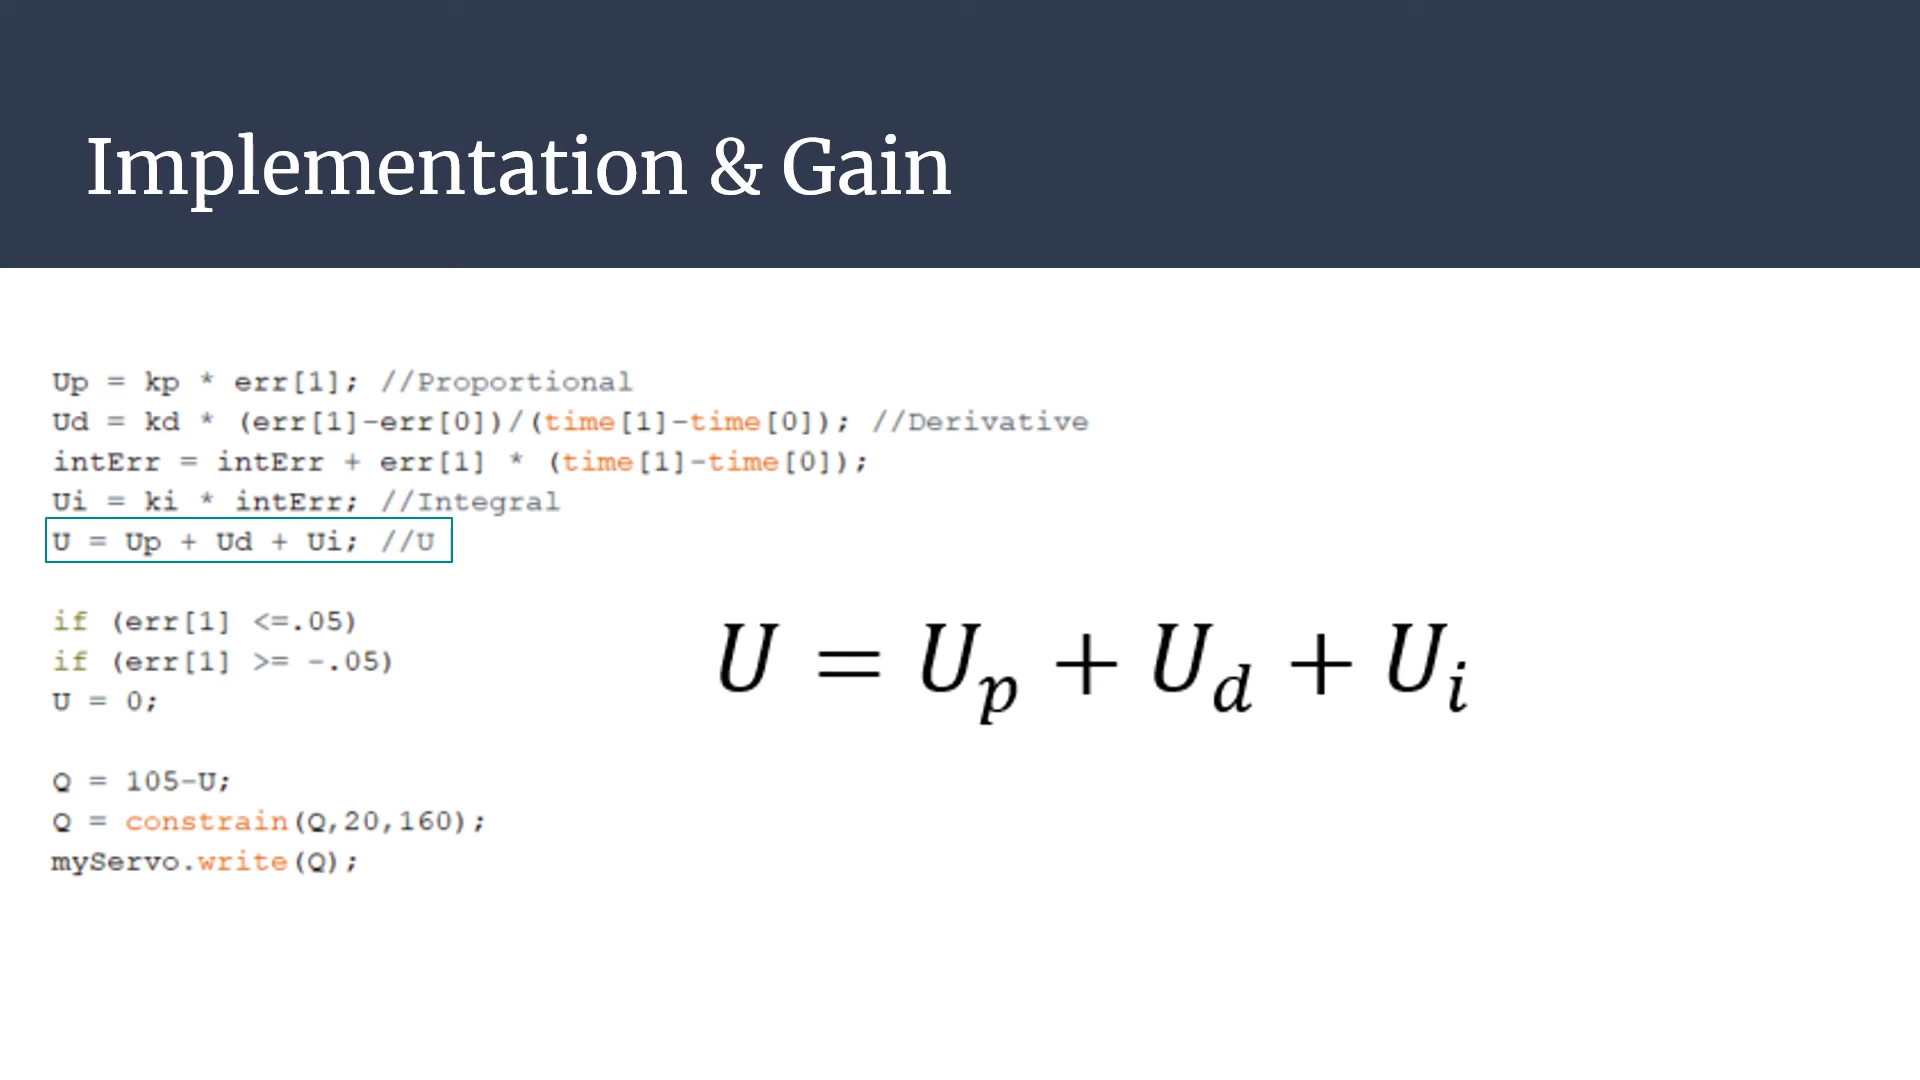 Implementation & Gain
Up = kp * err[1]; //Proportional
Ud = kd * (err[1]-err[0])/(time[1]-time[0]); //Derivative
intErr = intErr + err[1] * (time[1]-time[0]);
Ui = ki * intErr; //Integral
U = Up + Ud + Ui; //U
if (err[1] <=.05)
if (err[1] >= -.05)
U = 0;
Q = 105-U;
Q = constrain(Q,20,160);
myServo.write(Q);
U = Uₚ + U_d + Uᵢ